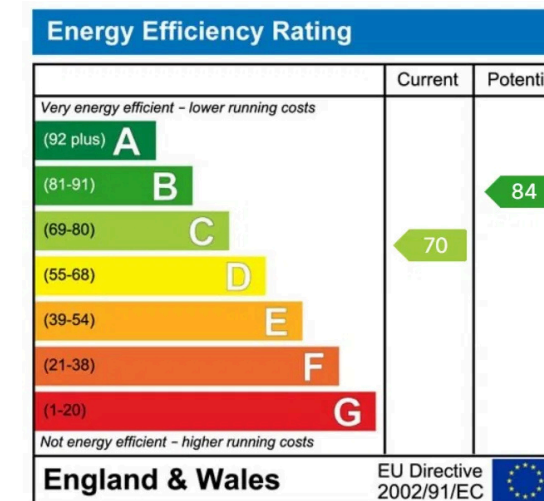 Energy Efficiency Rating
Current Potenti
Very energy efficient – lower running costs
(92 plus) A
(81-91) B 84
(69-80) C 70
(55-68) D
(39-54) E
(21-38) F
(1-20) G
Not energy efficient – higher running costs
England & Wales EU Directive
2002/91/EC